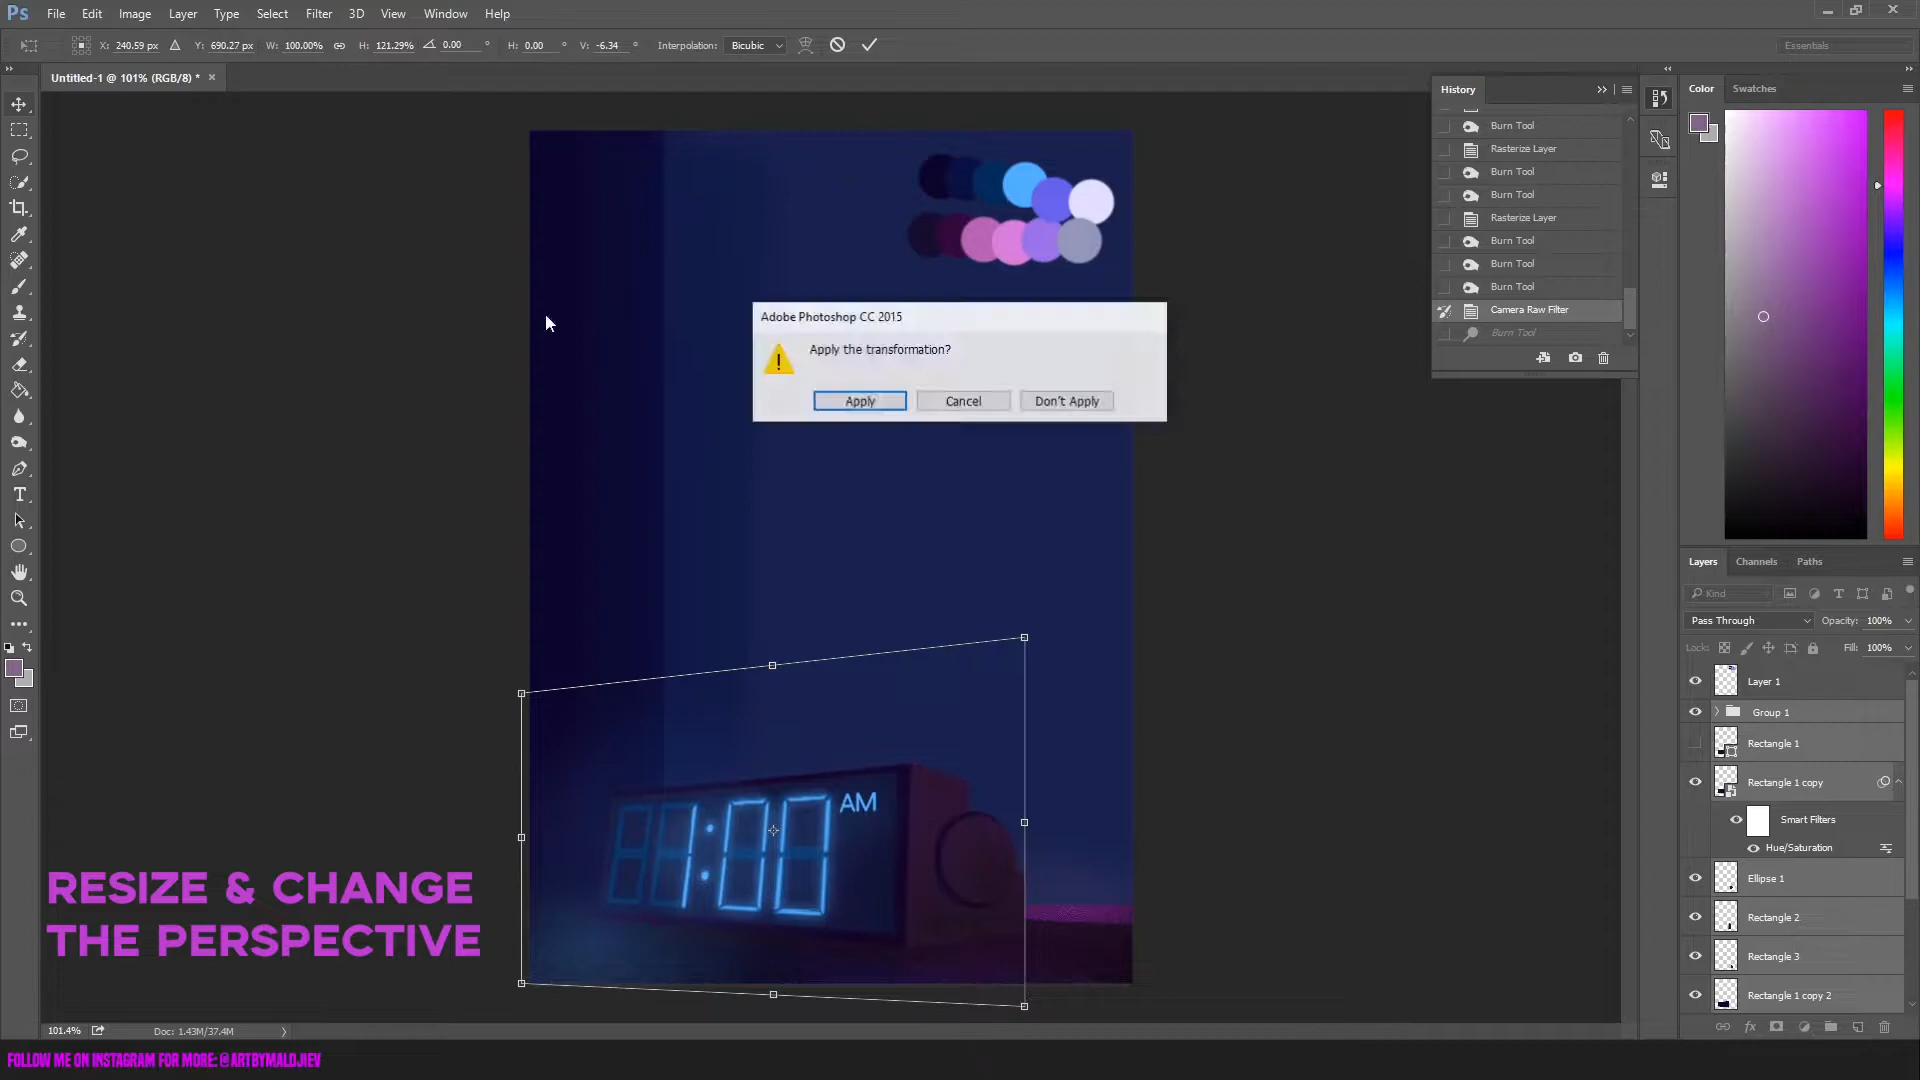 Ps File Edit Image Layer Type Select Filter 3D View Window Help
X: 240.59 px Y: 690.27 px W: 100.00% H: 121.29% 0.00 ° H: 0.00 ° V: -6.34 ° Interpolation: Bicubic Essentials
Untitled-1 @ 101% (RGB/8) * ×
History
Burn Tool
Rasterize Layer
Burn Tool
Burn Tool
Rasterize Layer
Burn Tool
Burn Tool
Burn Tool
Camera Raw Filter
Burn Tool
Color Swatches
Adobe Photoshop CC 2015
Apply the transformation?
Apply Cancel Don't Apply
1:00 AM
RESIZE & CHANGE
THE PERSPECTIVE
Layers Channels Paths
Kind
Pass Through Opacity: 100%
Lock: Fill: 100%
Layer 1
Group 1
Rectangle 1
Rectangle 1 copy
Smart Filters
Hue/Saturation
Ellipse 1
Rectangle 2
Rectangle 3
Rectangle 1 copy 2
101.4% Doc: 1.43M/37.4M
FOLLOW ME ON INSTAGRAM FOR MORE: @ARTBYMALDJIEV